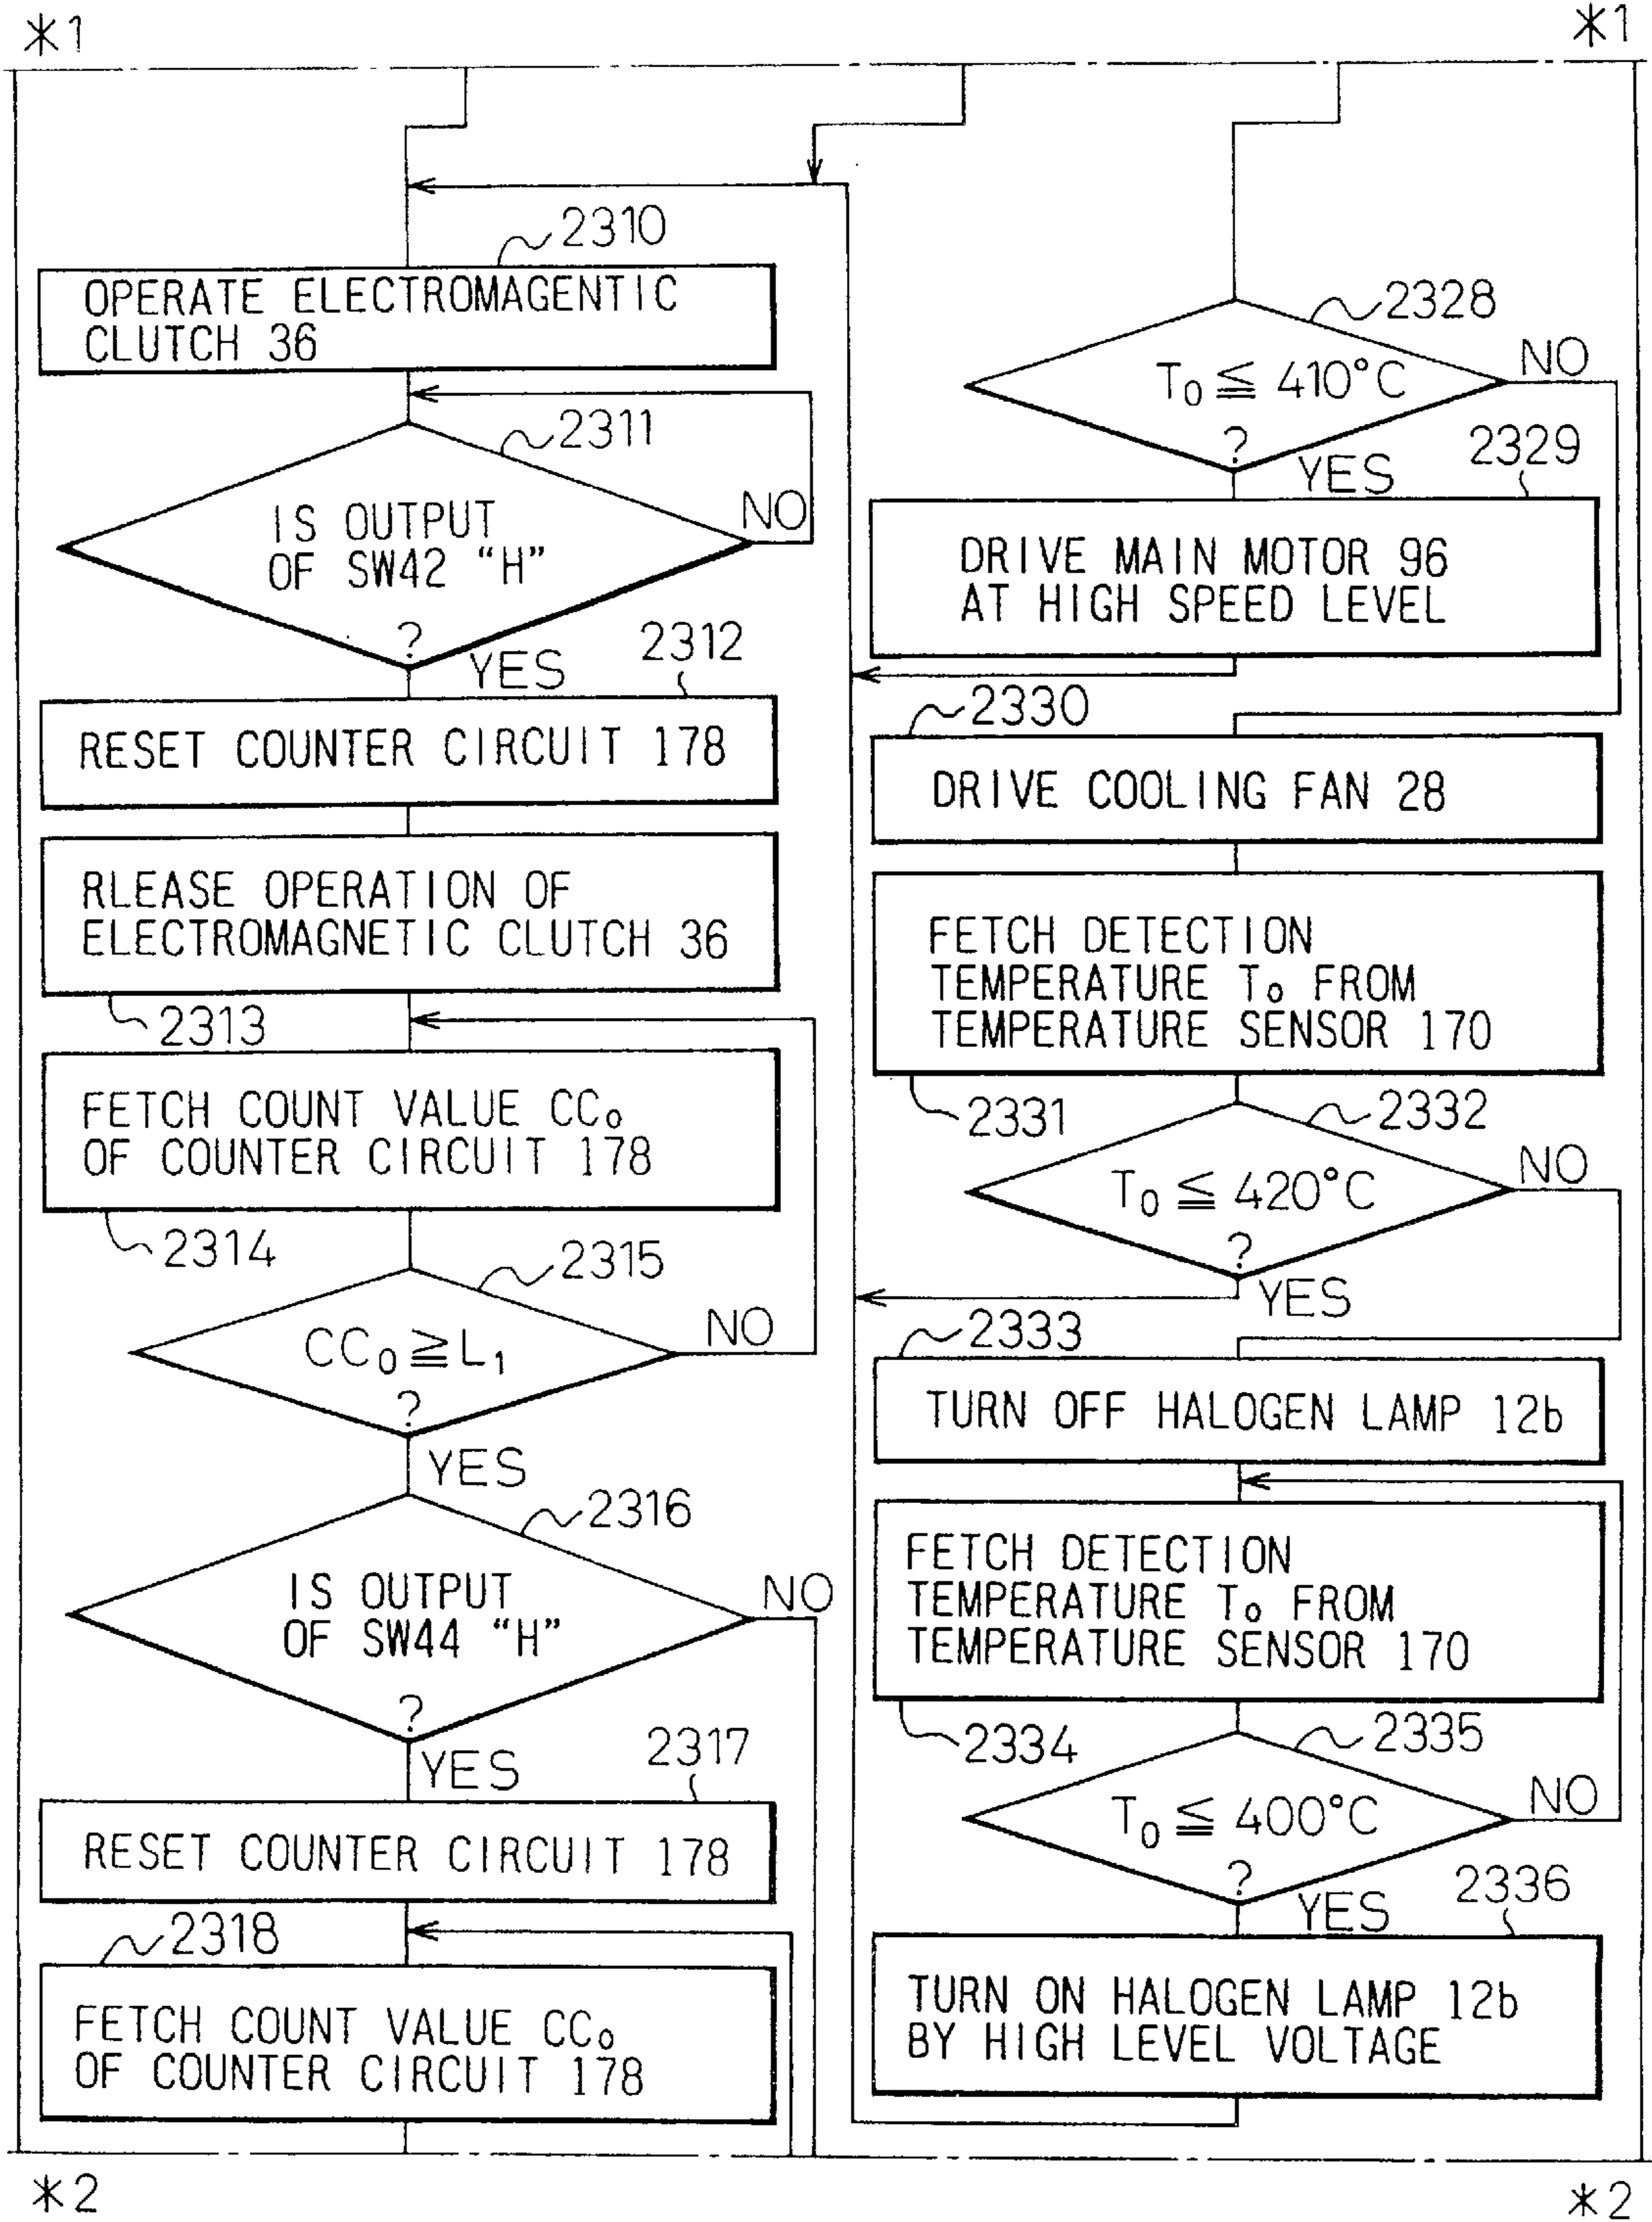 *1
*1
2310
OPERATE ELECTROMAGENTIC
CLUTCH 36
2311
IS OUTPUT
OF SW42 "H"
?
NO
YES
2312
RESET COUNTER CIRCUIT 178
RLEASE OPERATION OF
ELECTROMAGNETIC CLUTCH 36
2313
FETCH COUNT VALUE CC₀
OF COUNTER CIRCUIT 178
2314
2315
CC₀ ≧ L₁
?
NO
YES
2316
IS OUTPUT
OF SW44 "H"
?
NO
YES
2317
RESET COUNTER CIRCUIT 178
2318
FETCH COUNT VALUE CC₀
OF COUNTER CIRCUIT 178
2328
T₀ ≦ 410°C
?
NO
YES
2329
DRIVE MAIN MOTOR 96
AT HIGH SPEED LEVEL
2330
DRIVE COOLING FAN 28
FETCH DETECTION
TEMPERATURE T₀ FROM
TEMPERATURE SENSOR 170
2331
2332
T₀ ≦ 420°C
?
NO
YES
2333
TURN OFF HALOGEN LAMP 12b
FETCH DETECTION
TEMPERATURE T₀ FROM
TEMPERATURE SENSOR 170
2334
2335
T₀ ≦ 400°C
?
NO
YES
2336
TURN ON HALOGEN LAMP 12b
BY HIGH LEVEL VOLTAGE
*2
*2